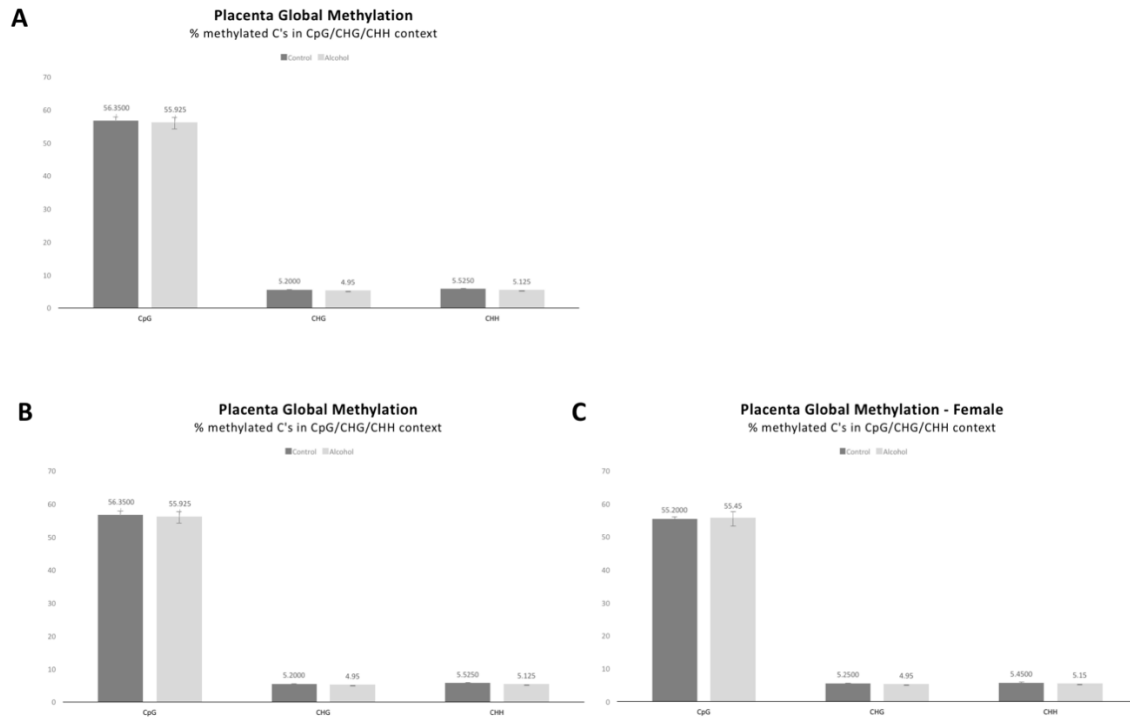 A
Placenta Global Methylation
% methylated C's in CpG/CHG/CHH context
Control Alcohol
70
60
50
40
30
20
10
0
56.3500 55.925
5.2000 4.95
5.5250 5.125
CpG CHG CHH
B
Placenta Global Methylation
% methylated C's in CpG/CHG/CHH context
Control Alcohol
70
60
50
40
30
20
10
0
56.3500 55.925
5.2000 4.95
5.5250 5.125
CpG CHG CHH
C
Placenta Global Methylation - Female
% methylated C's in CpG/CHG/CHH context
Control Alcohol
70
60
50
40
30
20
10
0
55.2000 55.45
5.2500 4.95
5.4500 5.15
CpG CHG CHH